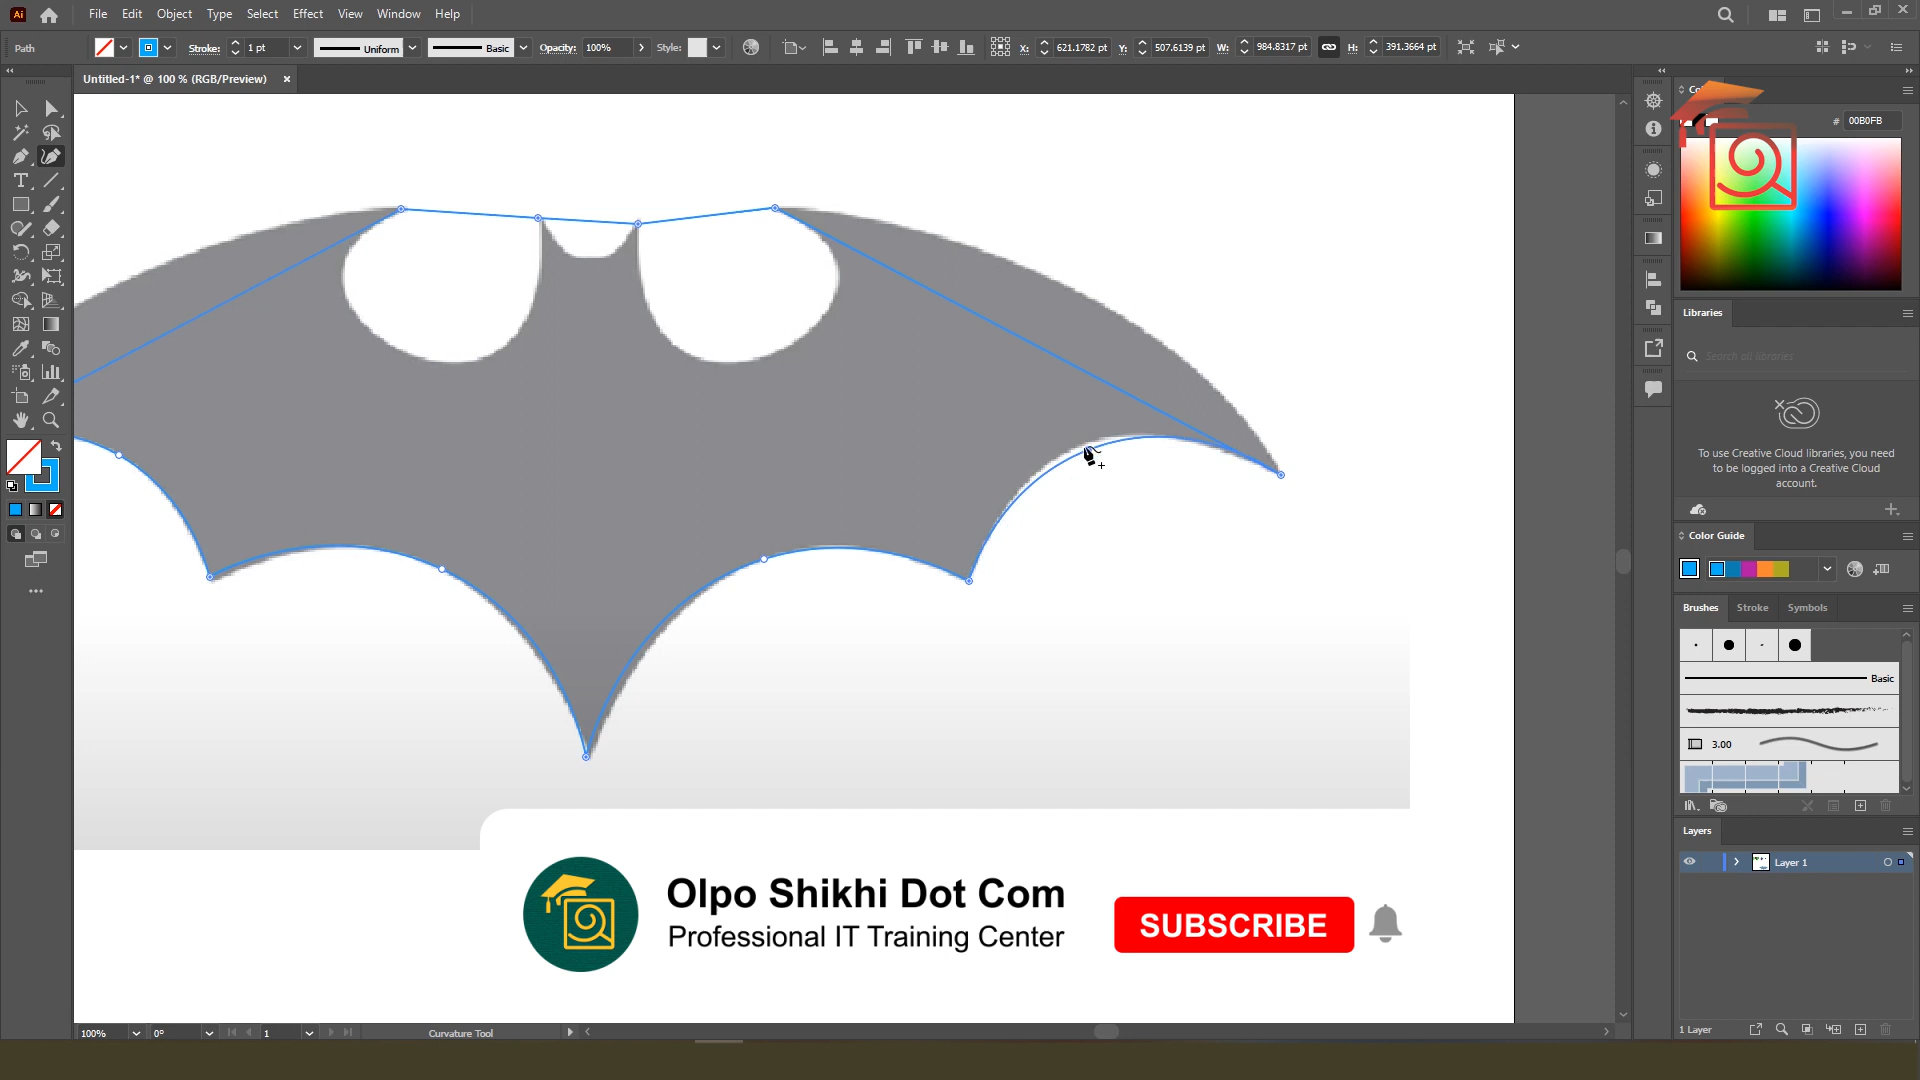 Ai File Edit Object Type Select Effect View Window Help
Path Stroke: 1 pt Uniform Basic Opacity: 100% Style: X: 621.1782 pt Y: 507.6139 pt W: 984.8317 pt H: 391.3664 pt
Untitled-1* @ 100 % (RGB/Preview) ×
# 00B0FB
Libraries
Search all libraries
To use Creative Cloud libraries, you need
to be logged into a Creative Cloud
account.
Color Guide
Brushes Stroke Symbols
Basic
3.00
Layers
Layer 1
1 Layer
Olpo Shikhi Dot Com
Professional IT Training Center
SUBSCRIBE
100% 0° 1 Curvature Tool